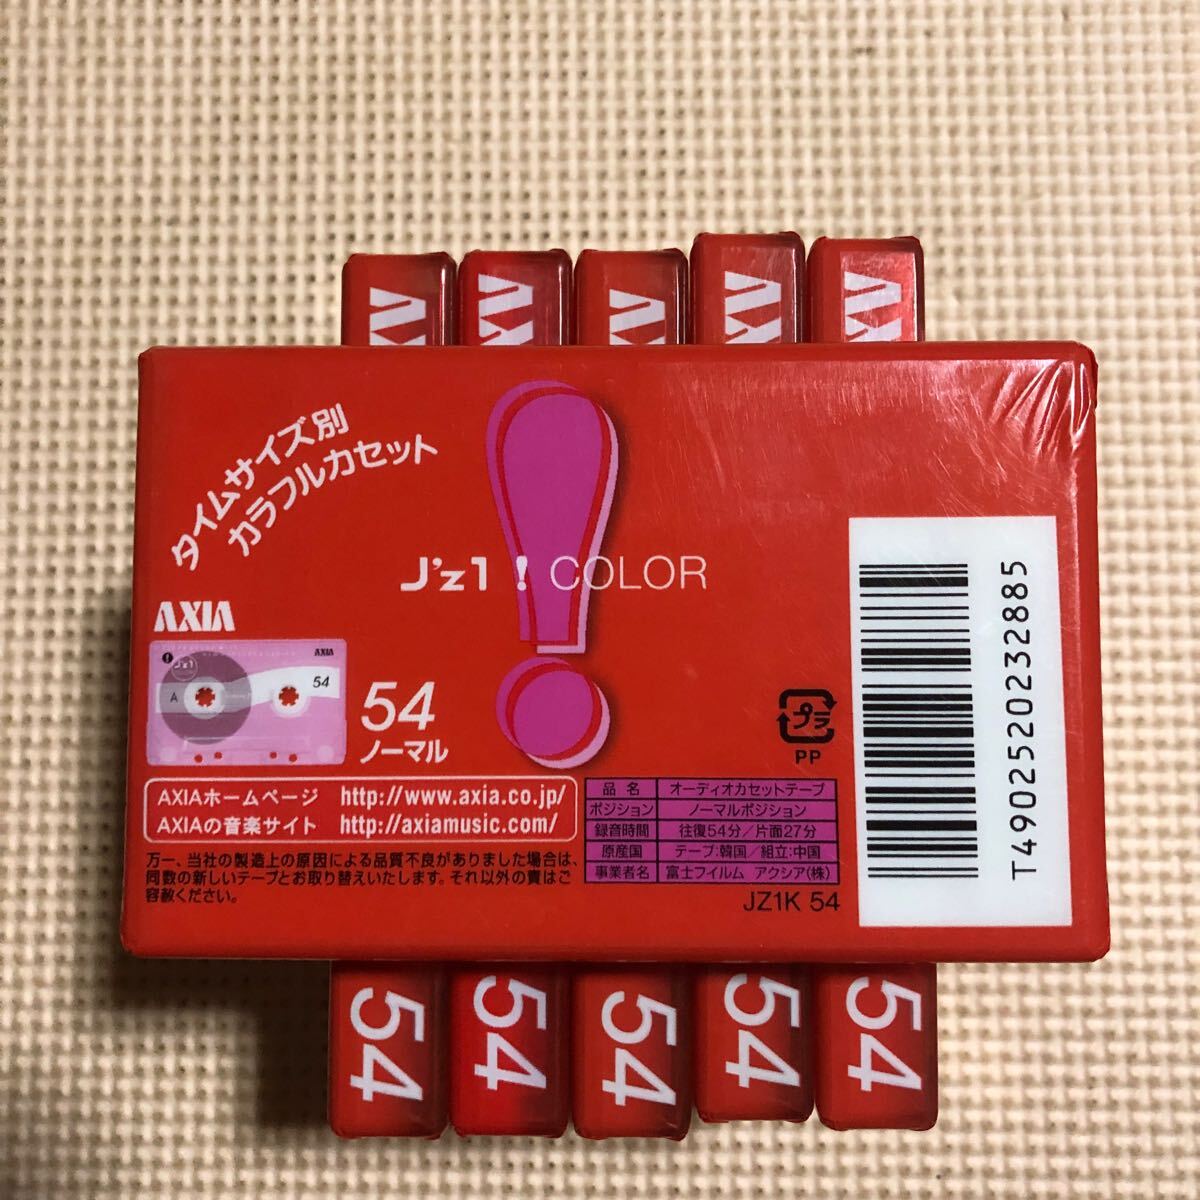 AX
AX
AX
AX
AX
タイムサイズ別
カラフルカセット
J'z1 ! COLOR
AXIA
J'z1
AXIA
A
54
54
ノーマル
プラ
PP
AXIAホームページ http://www.axia.co.jp/
AXIAの音楽サイト http://axiamusic.com/
万一、当社の製造上の原因による品質不良がありました場合は、
同数の新しいテープとお取り替えいたします。それ以外の責はご
容赦ください。
品名 オーディオカセットテープ
ポジション ノーマルポジション
録音時間 往復54分/片面27分
原産国 テープ:韓国/組立:中国
事業者名 富士フイルム アクシア(株)
JZ1K 54
T4902520232885
54
54
54
54
54